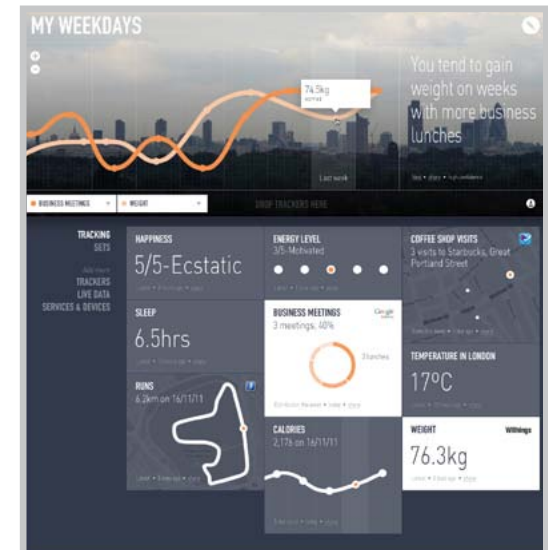 MY WEEKDAYS
74.5kg
You tend to gain
weight on weeks
with more business
lunches
Last week
BUSINESS MEETINGS
WEIGHT
DROP TRACKERS HERE
TRACKING
SETS
TRACKERS
LIVE DATA
SERVICES & DEVICES
HAPPINESS
5/5-Ecstatic
ENERGY LEVEL
3/5-Motivated
COFFEE SHOP VISITS
3 visits to Starbucks, Great
Portland Street
SLEEP
6.5hrs
BUSINESS MEETINGS
3 meetings, 40%
Google
TEMPERATURE IN LONDON
17ºC
RUNS
6.2km on 16/11/11
CALORIES
2,176 on 16/11/11
WEIGHT
Withings
76.3kg